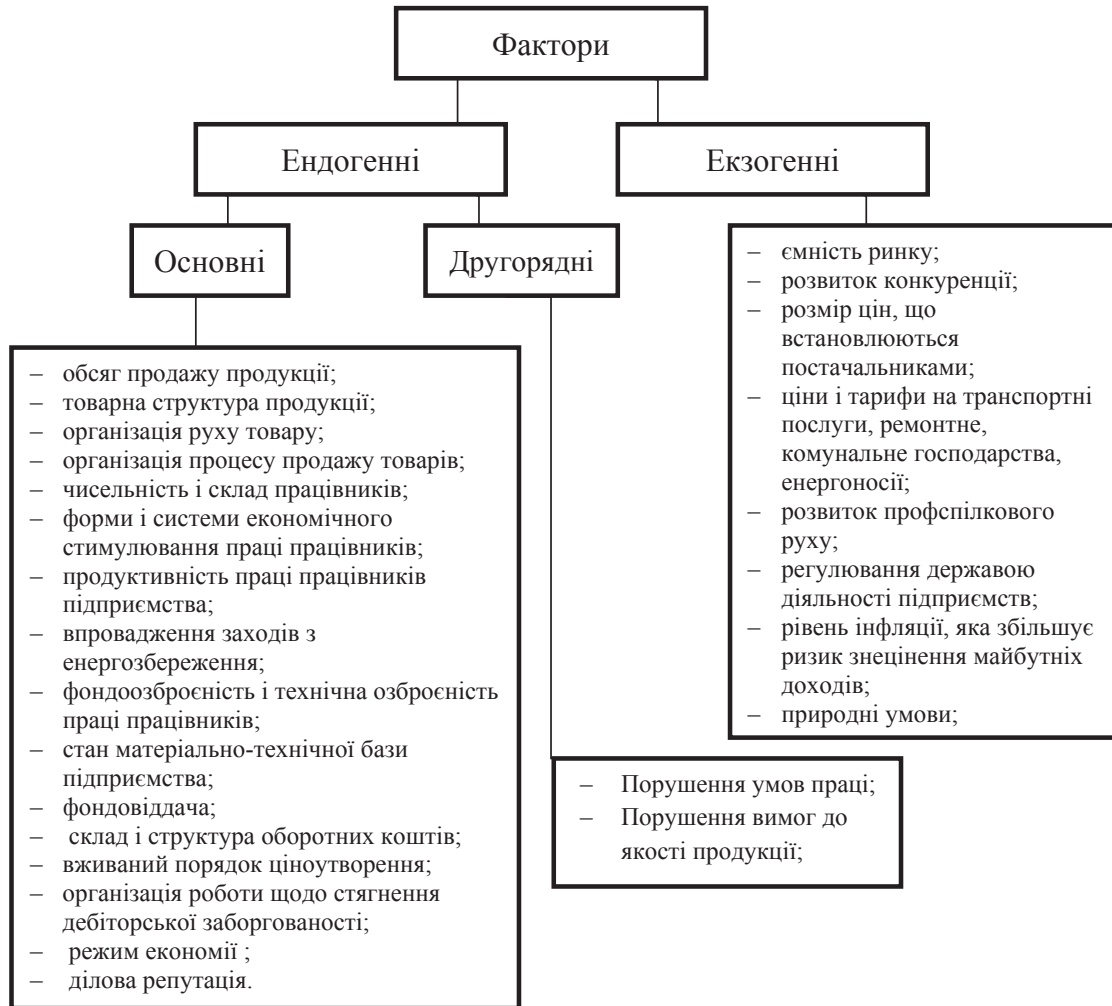 Фактори
Ендогенні
Екзогенні
Основні
Другорядні
– обсяг продажу продукції;
– товарна структура продукції;
– організація руху товару;
– організація процесу продажу товарів;
– чисельність і склад працівників;
– форми і системи економічного
стимулювання праці працівників;
– продуктивність праці працівників
підприємства;
– впровадження заходів з
енергозбереження;
– фондоозброєність і технічна озброєність
праці працівників;
– стан матеріально-технічної бази
підприємства;
– фондовіддача;
– склад і структура оборотних коштів;
– вживаний порядок ціноутворення;
– організація роботи щодо стягнення
дебіторської заборгованості;
– режим економії ;
– ділова репутація.
– Порушення умов праці;
– Порушення вимог до
якості продукції;
– ємність ринку;
– розвиток конкуренції;
– розмір цін, що
встановлюються
постачальниками;
– ціни і тарифи на транспортні
послуги, ремонтне,
комунальне господарства,
енергоносії;
– розвиток профспілкового
руху;
– регулювання державою
діяльності підприємств;
– рівень інфляції, яка збільшує
ризик знецінення майбутніх
доходів;
– природні умови;